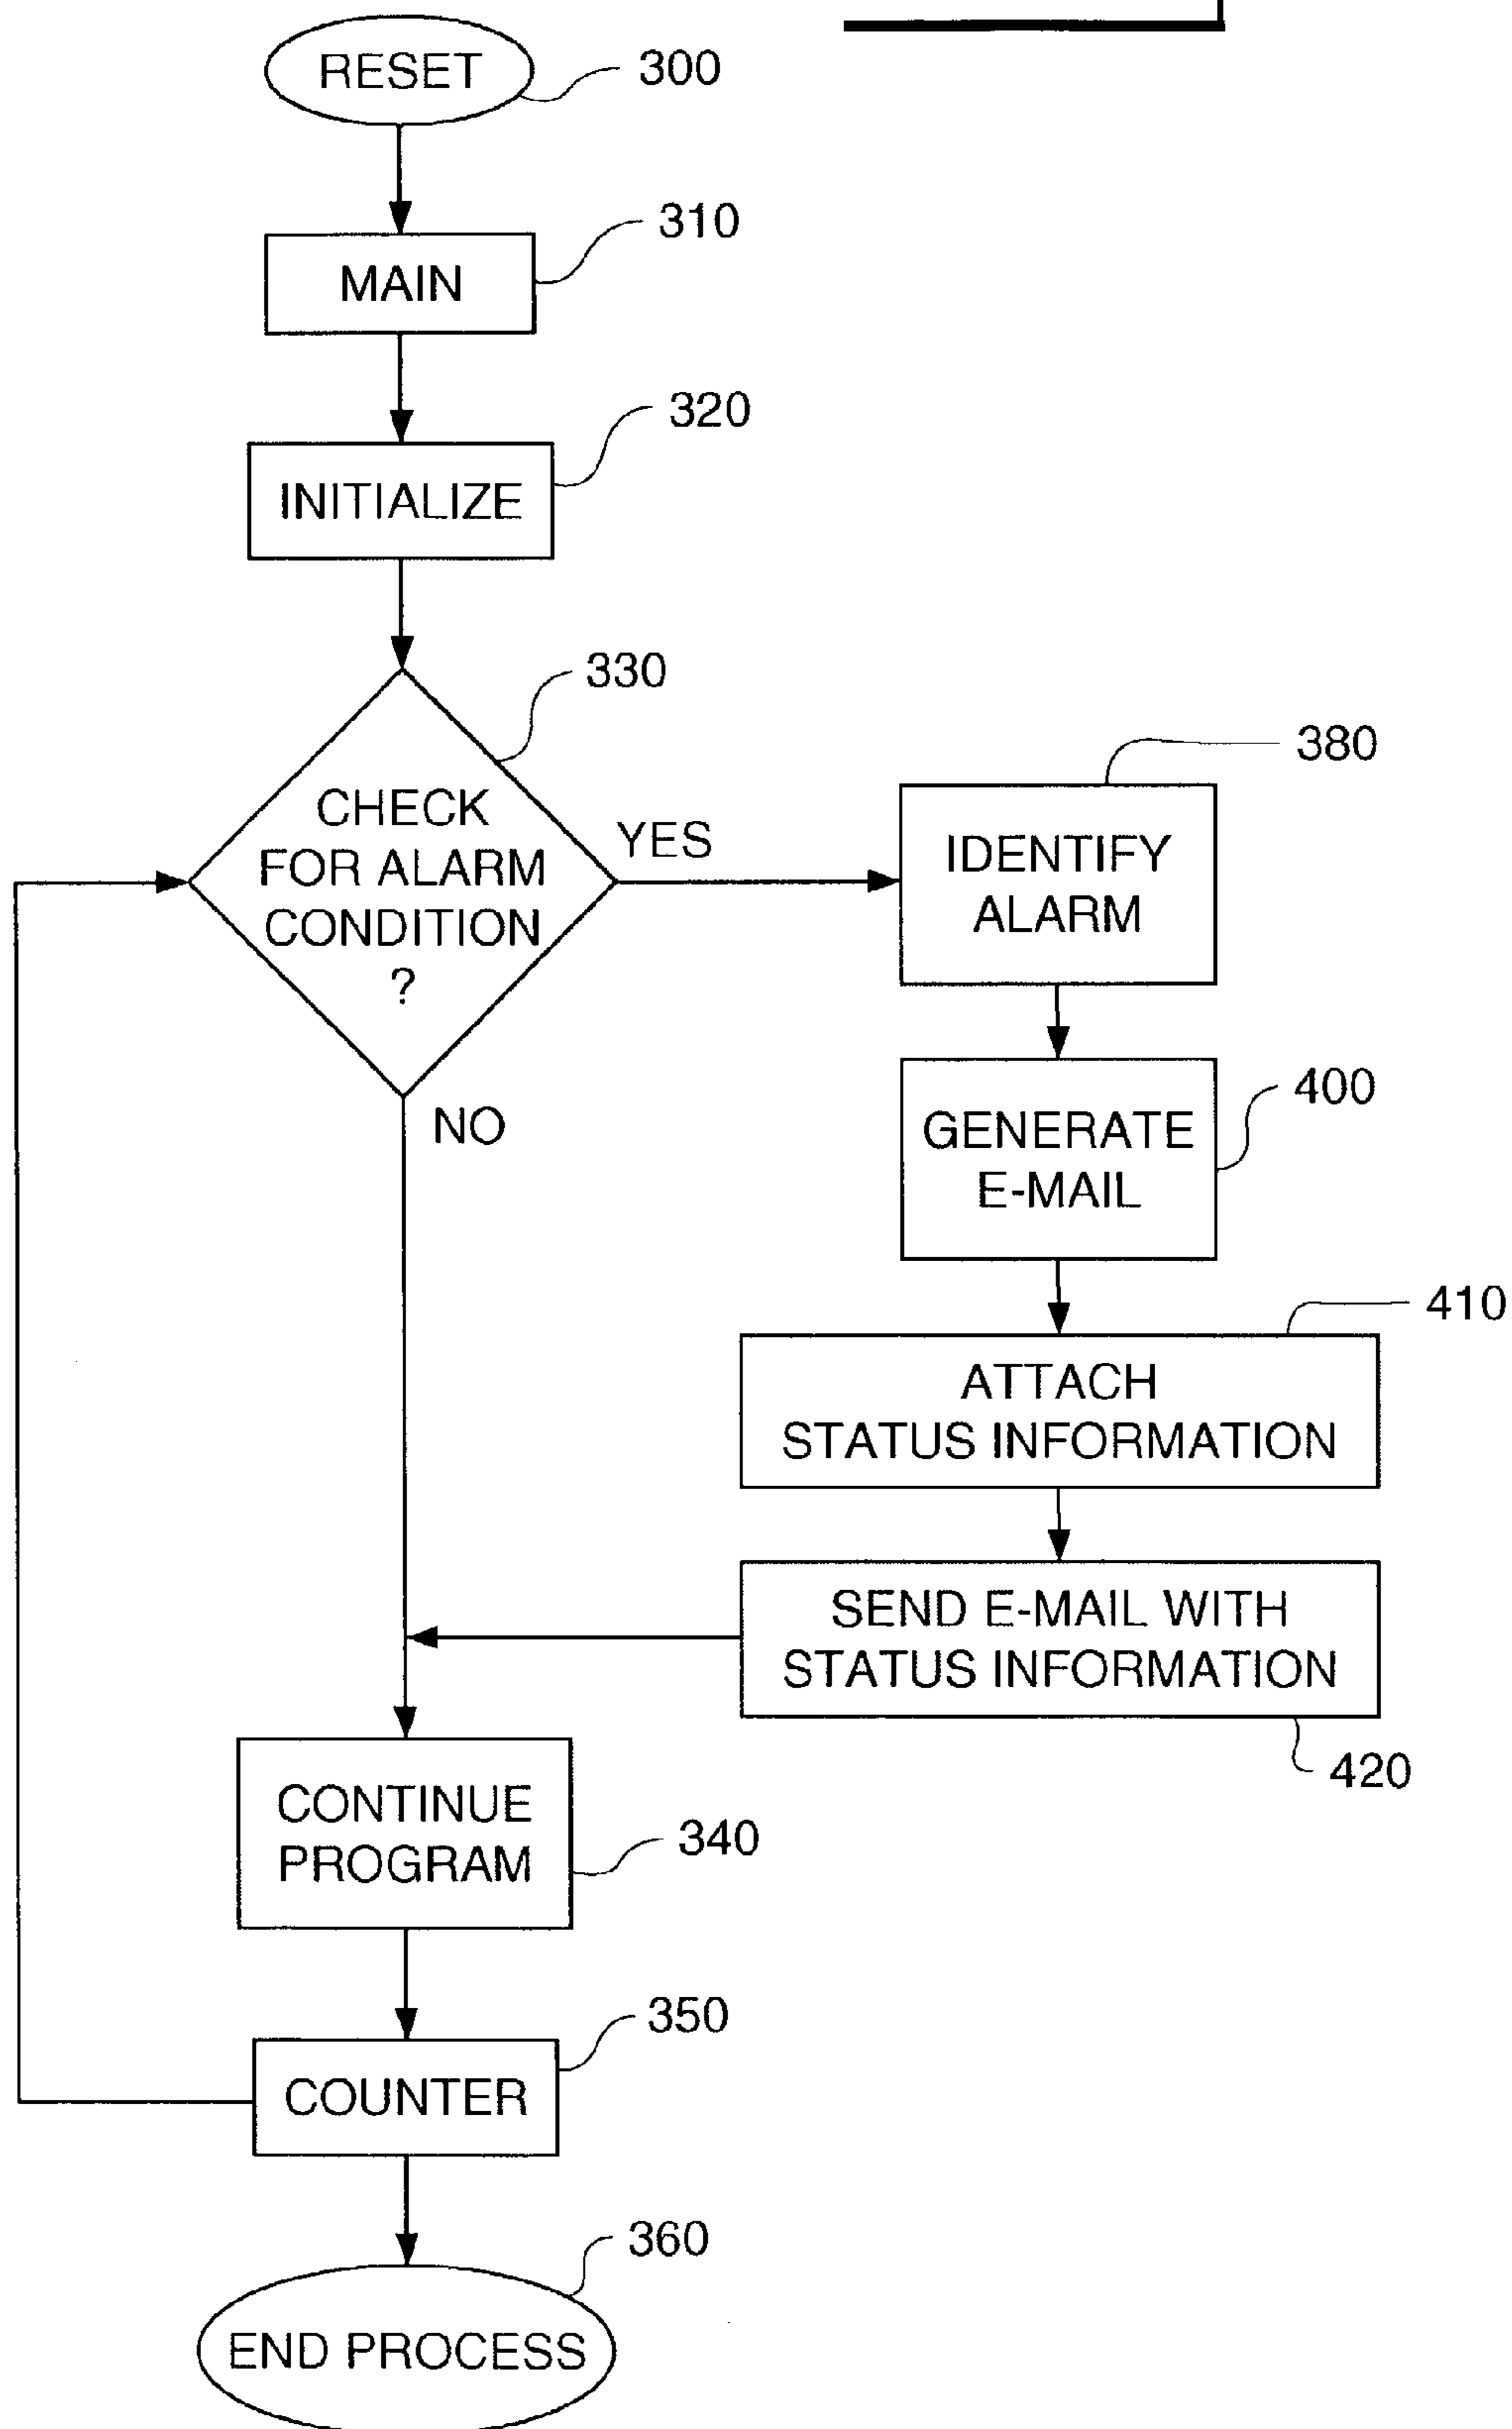 RESET
300
310
MAIN
320
INITIALIZE
330
CHECK
FOR ALARM
CONDITION
?
YES
NO
380
IDENTIFY
ALARM
400
GENERATE
E-MAIL
410
ATTACH
STATUS INFORMATION
SEND E-MAIL WITH
STATUS INFORMATION
420
CONTINUE
PROGRAM
340
350
COUNTER
360
END PROCESS